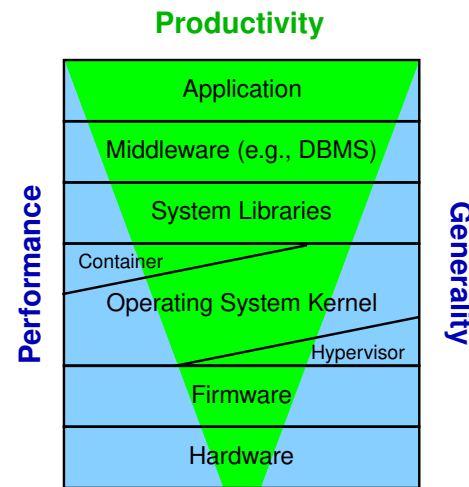 Productivity
Application
Middleware (e.g., DBMS)
System Libraries
Performance
Generality
Container
Operating System Kernel
Hypervisor
Firmware
Hardware